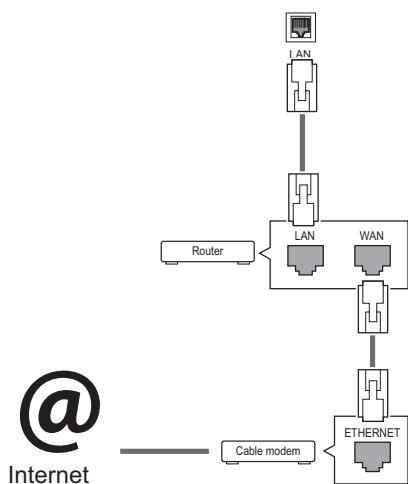 LAN
LAN
WAN
Router
@
ETHERNET
Cable modem
Internet